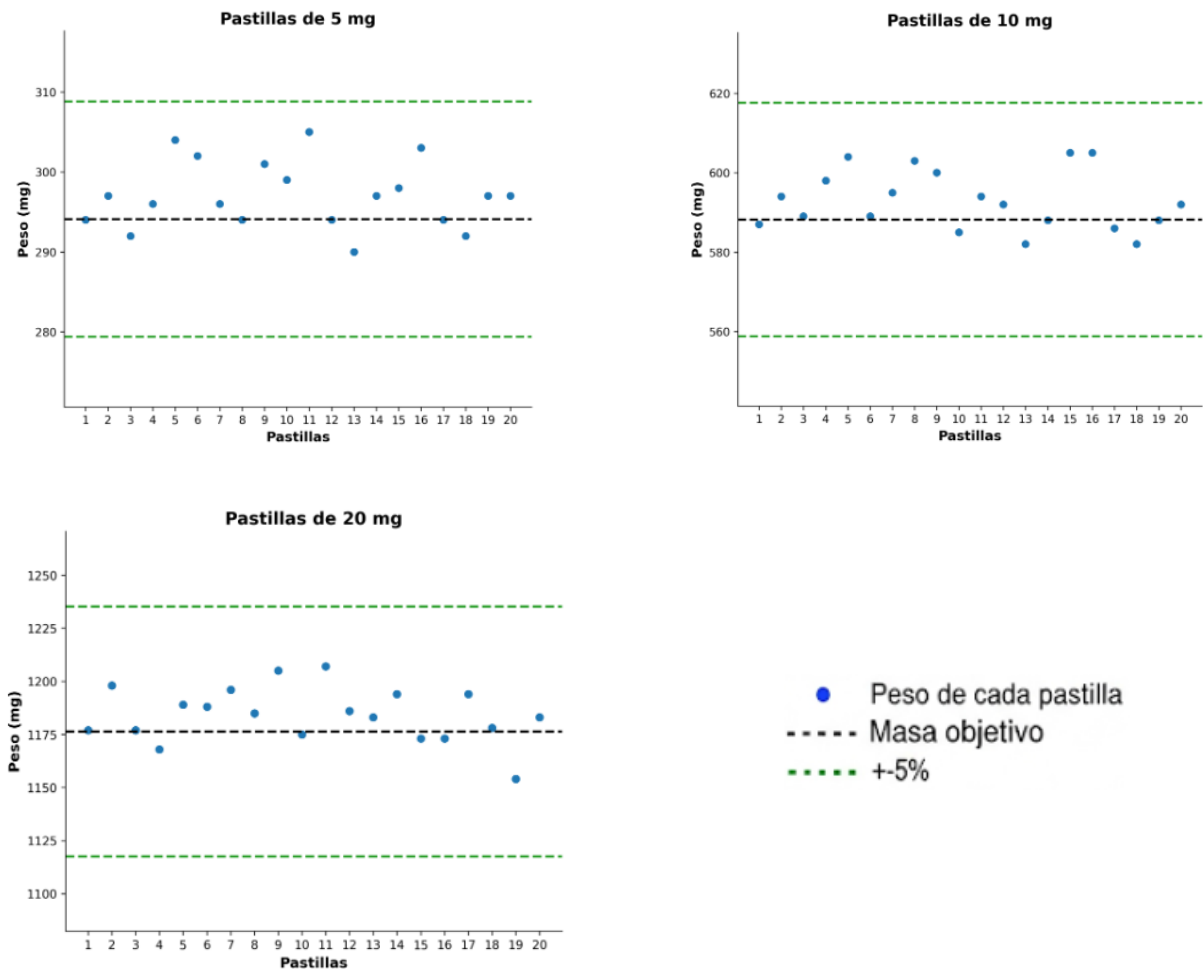 Pastillas de 5 mg
Peso (mg)
310
300
290
280
1 2 3 4 5 6 7 8 9 10 11 12 13 14 15 16 17 18 19 20
Pastillas
Pastillas de 10 mg
Peso (mg)
620
600
580
560
1 2 3 4 5 6 7 8 9 10 11 12 13 14 15 16 17 18 19 20
Pastillas
Pastillas de 20 mg
Peso (mg)
1250
1225
1200
1175
1150
1125
1100
1 2 3 4 5 6 7 8 9 10 11 12 13 14 15 16 17 18 19 20
Pastillas
Peso de cada pastilla
Masa objetivo
+-5%